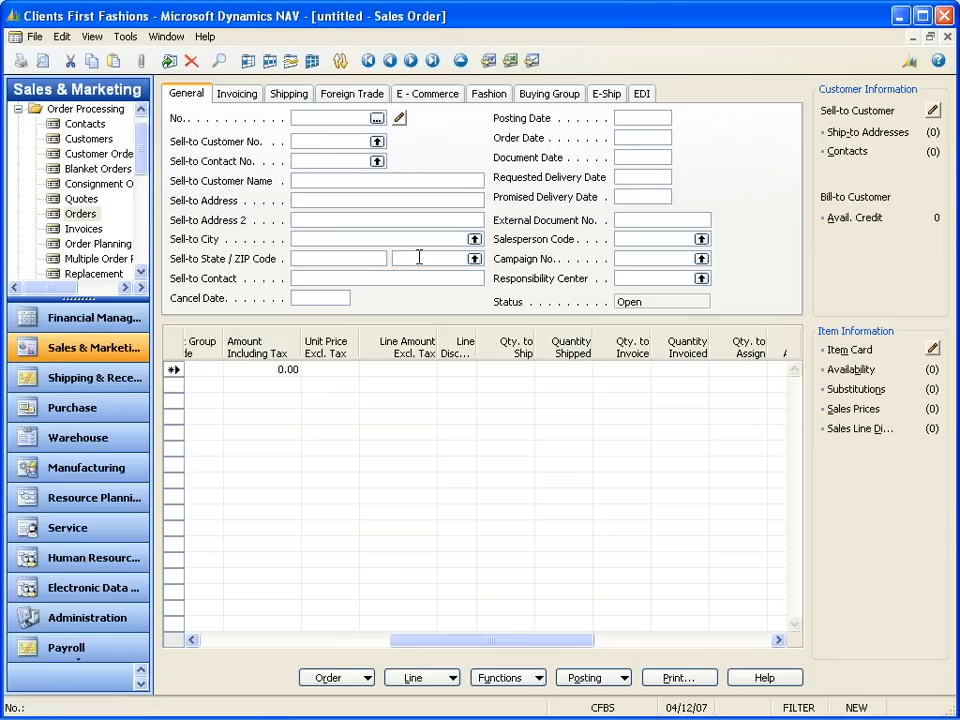 Clients First Fashions - Microsoft Dynamics NAV - [untitled - Sales Order]
File Edit View Tools Window Help
Sales & Marketing
Order Processing
Contacts
Customers
Customer Orde
Blanket Orders
Consignment O
Quotes
Orders
Invoices
Order Planning
Multiple Order F
Replacement
Financial Manag...
Sales & Marketi...
Shipping & Rece...
Purchase
Warehouse
Manufacturing
Resource Planni...
Service
Human Resourc...
Electronic Data ...
Administration
Payroll
General Invoicing Shipping Foreign Trade E - Commerce Fashion Buying Group E-Ship EDI
No. . . . . . . . . . .
Sell-to Customer No. . . .
Sell-to Contact No. . . . .
Sell-to Customer Name .
Sell-to Address . . . . .
Sell-to Address 2 . . . .
Sell-to City . . . . . . .
Sell-to State / ZIP Code .
Sell-to Contact . . . . .
Cancel Date. . . . . . .
Posting Date . . . . .
Order Date . . . . . .
Document Date . . . .
Requested Delivery Date
Promised Delivery Date .
External Document No. .
Salesperson Code. . . .
Campaign No.. . . . . .
Responsibility Center . .
Status . . . . . . . . . Open
: Group
de
Amount
Including Tax
Unit Price
Excl. Tax
Line Amount
Excl. Tax
Line
Disc...
Qty. to
Ship
Quantity
Shipped
Qty. to
Invoice
Quantity
Invoiced
Qty. to
Assign
0.00
Order Line Functions Posting Print... Help
Customer Information
Sell-to Customer
Ship-to Addresses (0)
Contacts (0)
Bill-to Customer
Avail. Credit 0
Item Information
Item Card
Availability (0)
Substitutions (0)
Sales Prices (0)
Sales Line Di... (0)
No.: CFBS 04/12/07 FILTER NEW